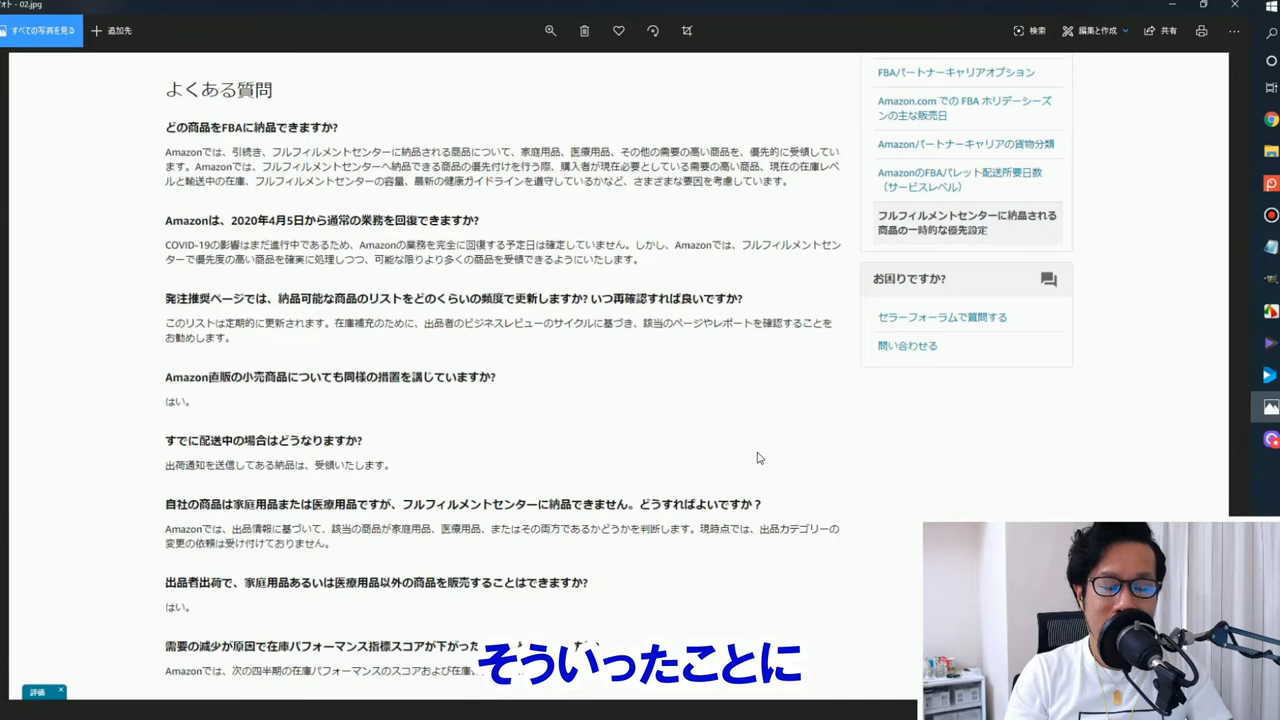 ォト - 02.jpg
すべての写真を見る
追加先
検索
編集と作成
共有
よくある質問
どの商品をFBAに納品できますか?
Amazonでは、引続き、フルフィルメントセンターに納品される商品について、家庭用品、医療用品、その他の需要の高い商品を、優先的に受領してい
ます。Amazonでは、フルフィルメントセンターへ納品できる商品の優先付けを行う際、購入者が現在必要としている需要の高い商品、現在の在庫レベ
ルと輸送中の在庫、フルフィルメントセンターの容量、最新の健康ガイドラインを遵守しているかなど、さまざまな要因を考慮しています。
Amazonは、2020年4月5日から通常の業務を回復できますか?
COVID-19の影響はまだ進行中であるため、Amazonの業務を完全に回復する予定日は確定していません。しかし、Amazonでは、フルフィルメントセン
ターで優先度の高い商品を確実に処理しつつ、可能な限りより多くの商品を受領できるようにいたします。
発注推奨ページでは、納品可能な商品のリストをどのくらいの頻度で更新しますか? いつ再確認すれば良いですか?
このリストは定期的に更新されます。在庫補充のために、出品者のビジネスレビューのサイクルに基づき、該当のページやレポートを確認することを
お勧めします。
Amazon直販の小売商品についても同様の措置を講じていますか?
はい。
すでに配送中の場合はどうなりますか?
出荷通知を送信してある納品は、受領いたします。
自社の商品は家庭用品または医療用品ですが、フルフィルメントセンターに納品できません。どうすればよいですか？
Amazonでは、出品情報に基づいて、該当の商品が家庭用品、医療用品、またはその両方であるかどうかを判断します。現時点では、出品カテゴリーの
変更の依頼は受け付けておりません。
出品者出荷で、家庭用品あるいは医療用品以外の商品を販売することはできますか?
はい。
需要の減少が原因で在庫パフォーマンス指標スコアが下がった
Amazonでは、次の四半期の在庫パフォーマンスのスコアおよび在庫
FBAパートナーキャリアオプション
Amazon.com での FBA ホリデーシーズ
ンの主な販売日
Amazonパートナーキャリアの貨物分類
AmazonのFBAパレット配送所要日数
（サービスレベル）
フルフィルメントセンターに納品される
商品の一時的な優先設定
お困りですか?
セラーフォーラムで質問する
問い合わせる
評価
そういったことに